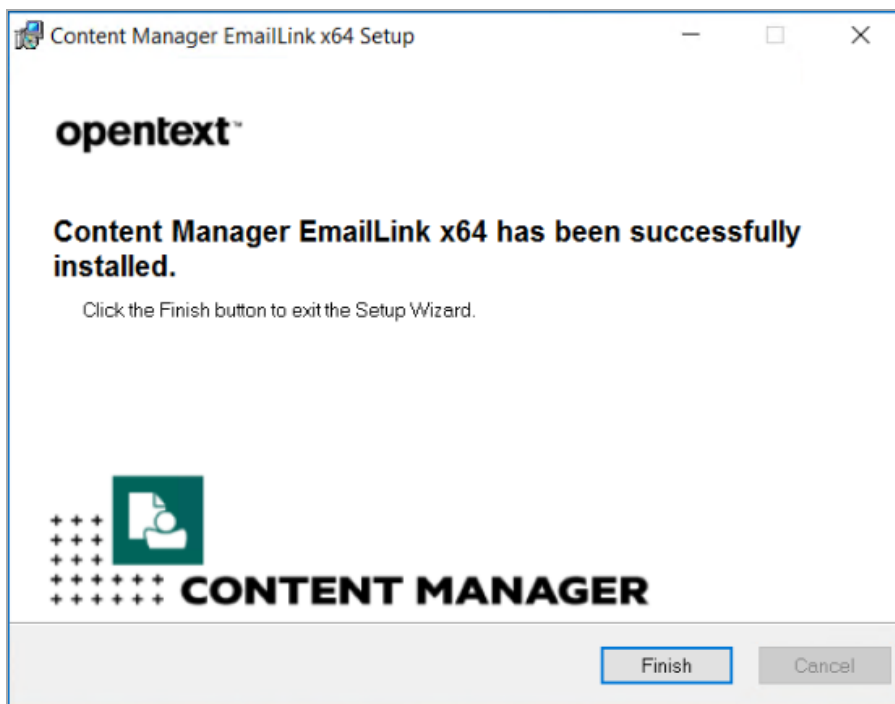 Content Manager EmailLink x64 Setup
opentext™
Content Manager EmailLink x64 has been successfully
installed.
Click the Finish button to exit the Setup Wizard.
CONTENT MANAGER
Finish
Cancel